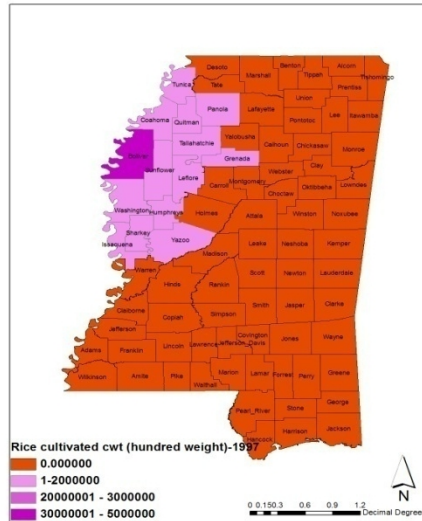 Desoto
Benton
Alcorn
Marshall
Tippah
Tishomingo
Tunica
Tate
Prentiss
Union
Panola
Lafayette
Coahoma
Quitman
Lee
Itawamba
Pontotoc
Yalobusha
Tallahatchie
Calhoun
Chickasaw
Monroe
Bolivar
Grenada
Sunflower
Leflore
Clay
Webster
Montgomery
Carroll
Oktibbeha
Lowndes
Choctaw
Washington
Humphreys
Holmes
Attala
Winston
Noxubee
Sharkey
Issaquena
Yazoo
Leake
Neshoba
Kemper
Madison
Warren
Scott
Newton
Lauderdale
Hinds
Rankin
Claiborne
Simpson
Smith
Jasper
Clarke
Copiah
Jefferson
Covington
Adams
Franklin
Lincoln
Lawrence
Jefferson_Davis
Jones
Wayne
Wilkinson
Amite
Pike
Marion
Lamar
Forrest
Perry
Greene
Walthall
Pearl_River
Stone
George
Hancock
Harrison
Jackson
Rice cultivated cwt (hundred weight)-1997
0.000000
1-2000000
20000001 - 3000000
30000001 - 5000000
N
0 0.150.3 0.6 0.9 1.2
Decimal Degree